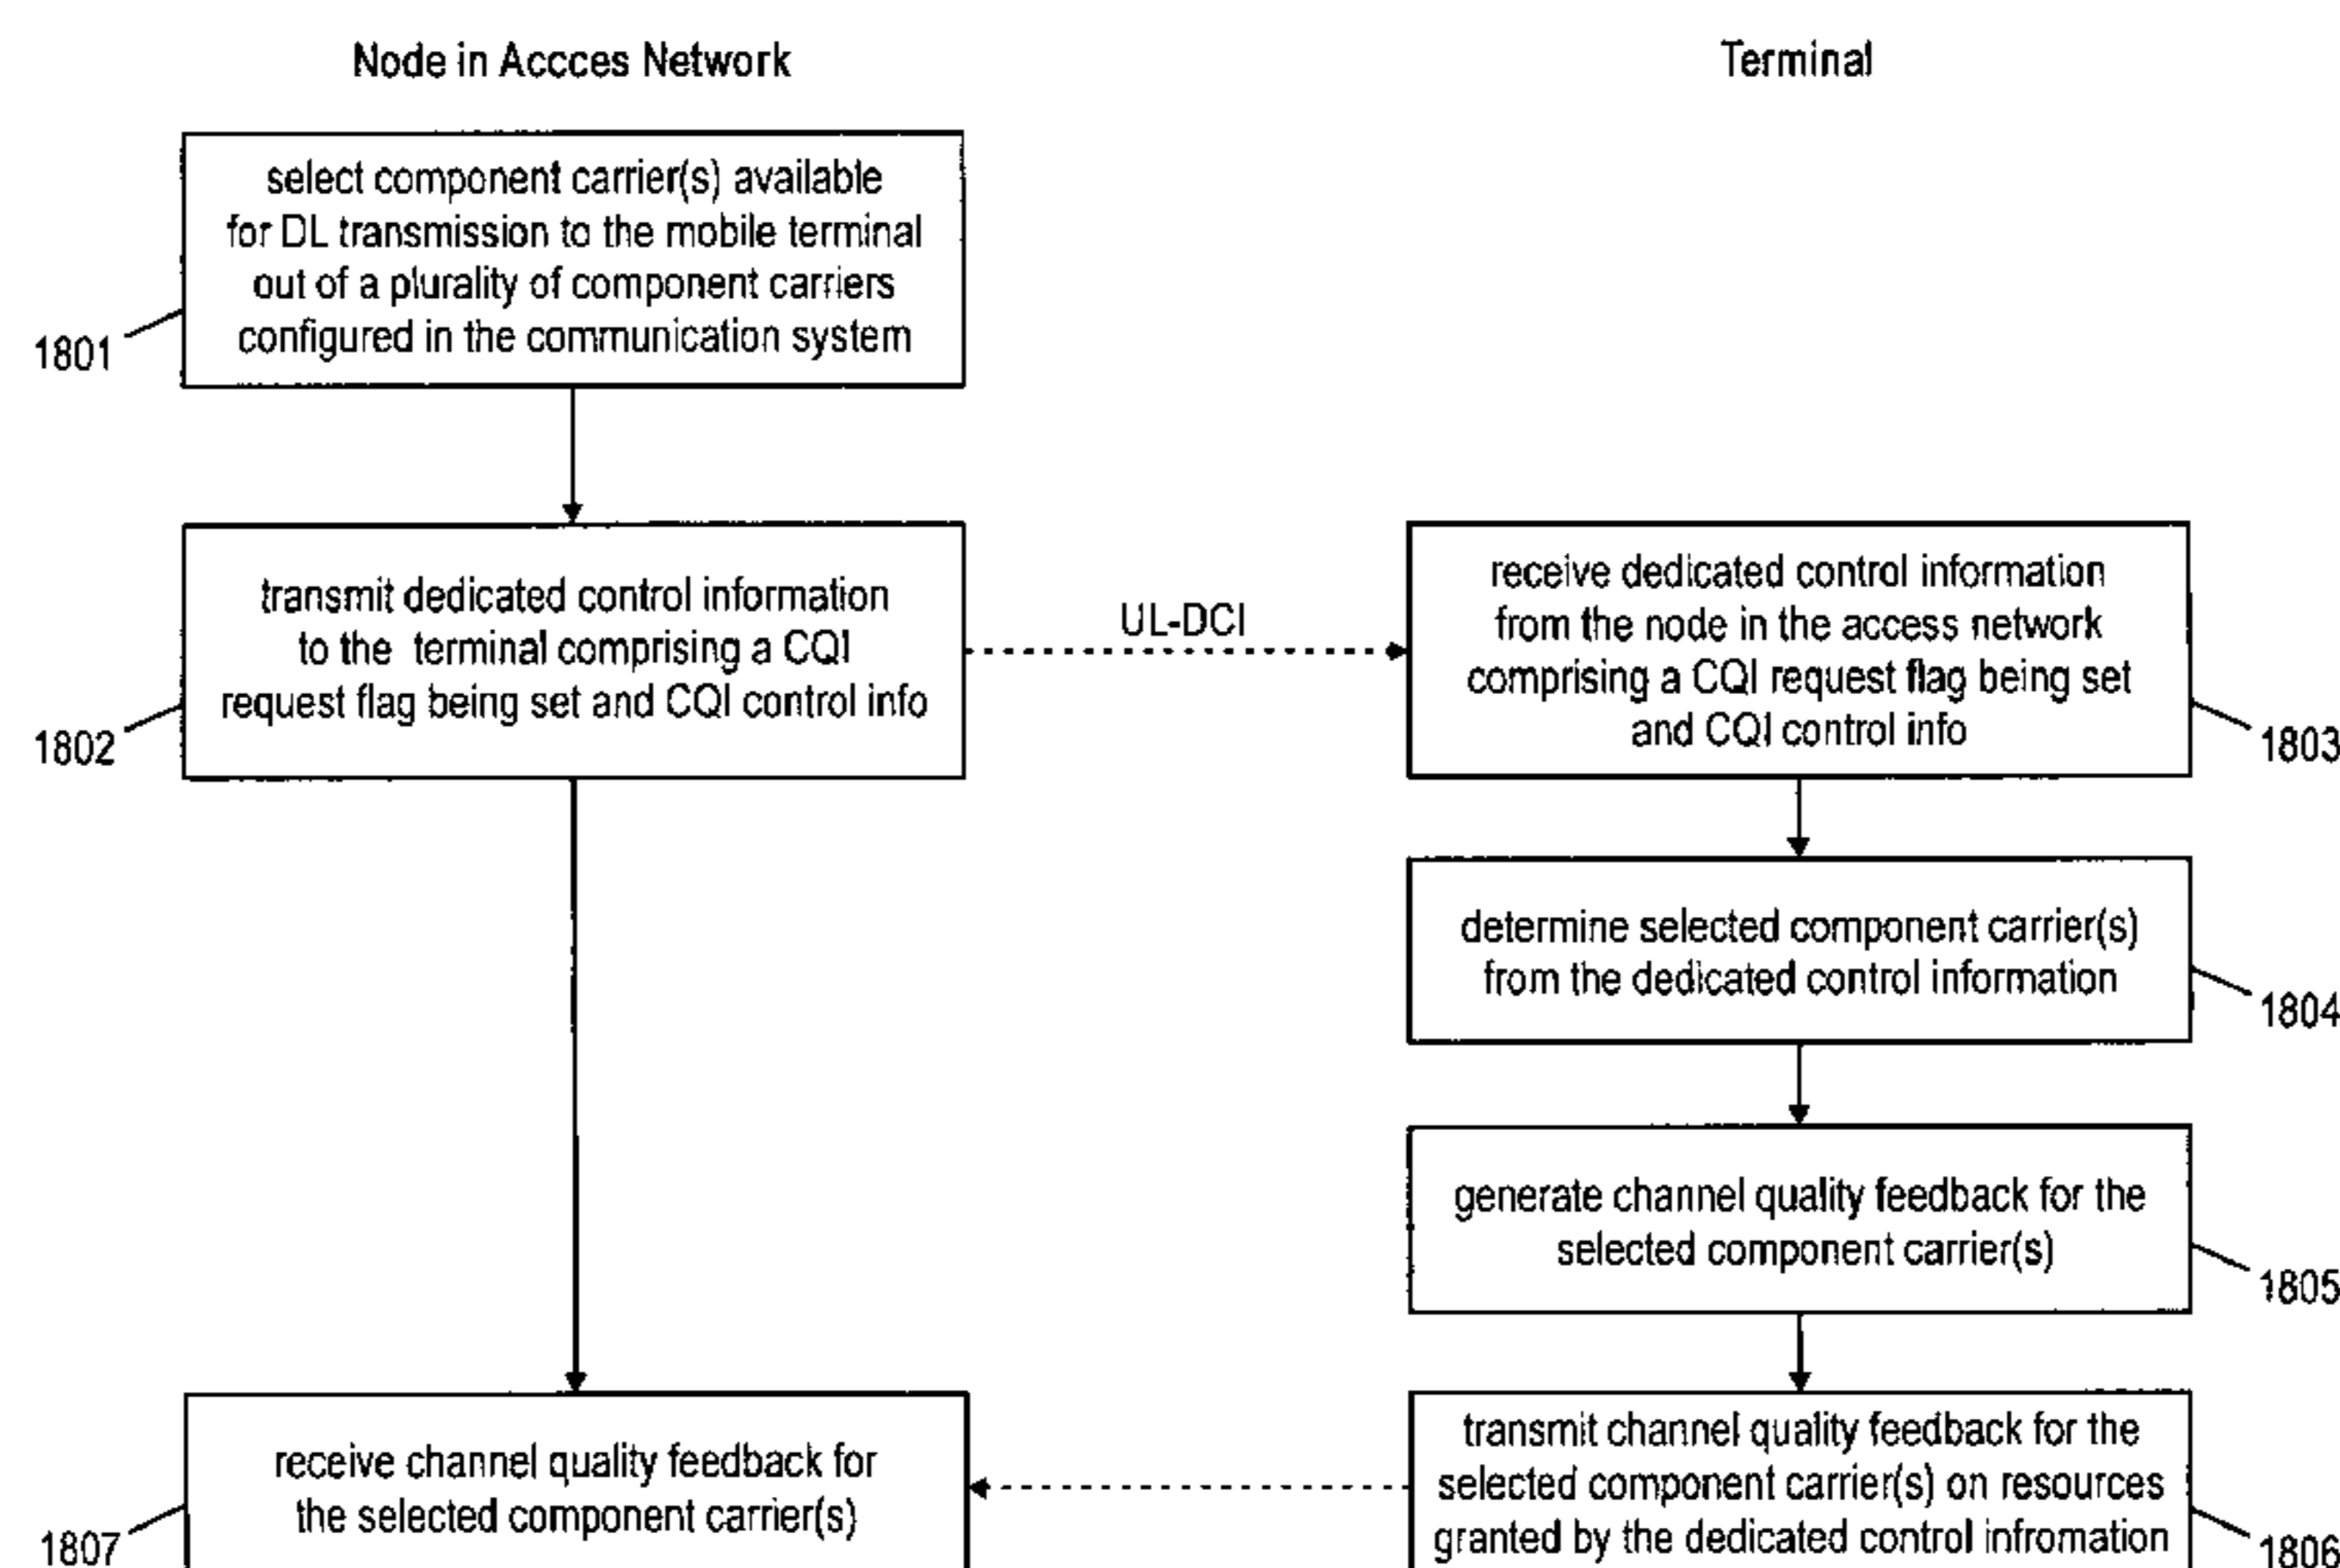 Node in Accces Network
Terminal
select component carrier(s) available
for DL transmission to the mobile terminal
out of a plurality of component carriers
configured in the communication system
1801
transmit dedicated control information
to the terminal comprising a CQI
request flag being set and CQI control info
1802
UL-DCI
receive dedicated control information
from the node in the access network
comprising a CQI request flag being set
and CQI control info
1803
determine selected component carrier(s)
from the dedicated control information
1804
generate channel quality feedback for the
selected component carrier(s)
1805
transmit channel quality feedback for the
selected component carrier(s) on resources
granted by the dedicated control infromation
1806
receive channel quality feedback for
the selected component carrier(s)
1807